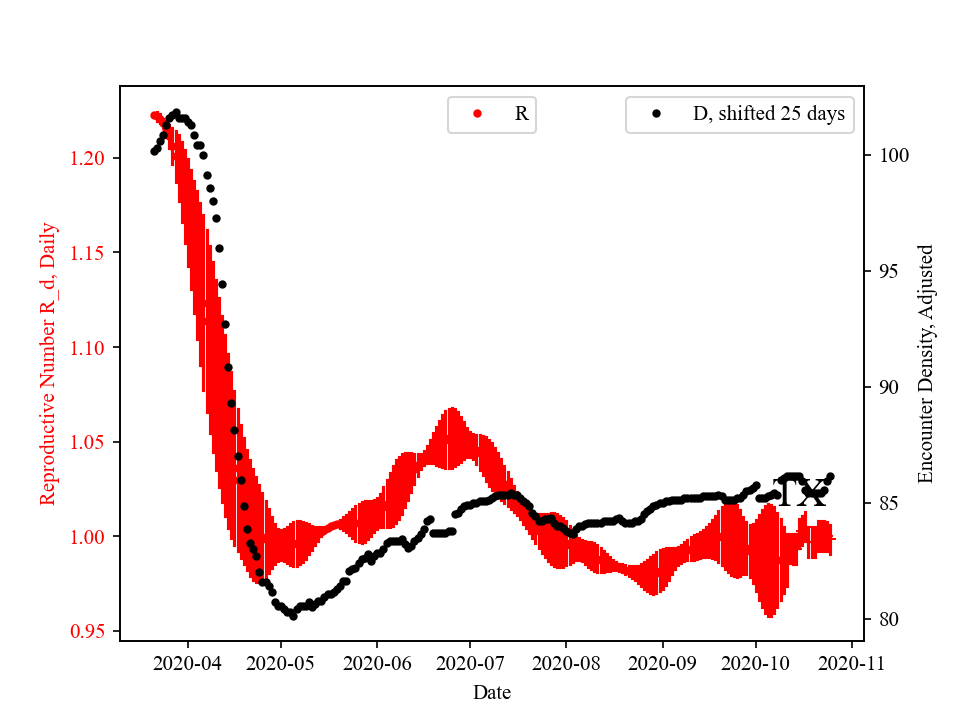 R
D, shifted 25 days
1.20
1.15
1.10
1.05
1.00
0.95
Reproductive Number R_d, Daily
100
95
90
85
80
Encounter Density, Adjusted
TX
2020-04 2020-05 2020-06 2020-07 2020-08 2020-09 2020-10 2020-11
Date